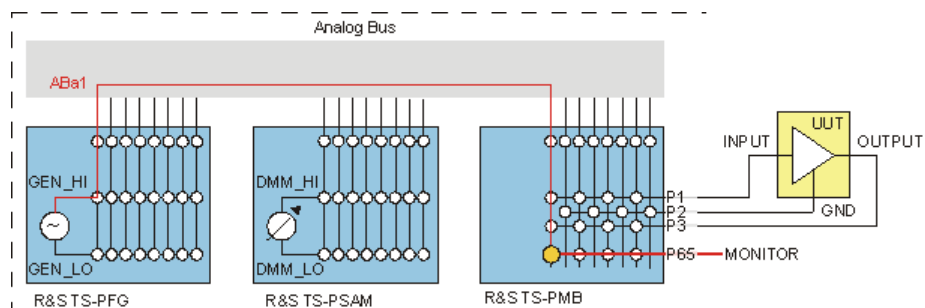 Analog Bus
ABa1
UUT
INPUT
OUTPUT
GEN_HI
DMM_HI
P1
P2
GND
P3
GEN_LO
DMM_LO
P65
MONITOR
R&S TS-PFG
R&S TS-PSAM
R&S TS-PMB